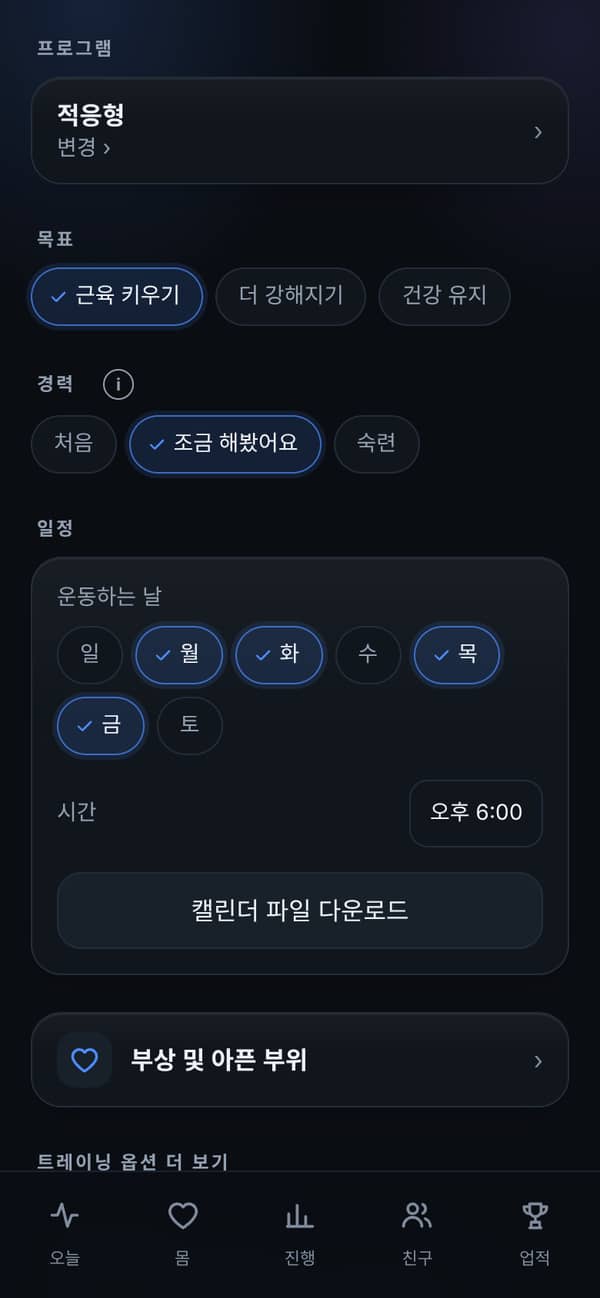 프로그램
적응형
변경 ›
›
목표
✓ 근육 키우기 더 강해지기 건강 유지
경력 i
처음 ✓ 조금 해봤어요 숙련
일정
운동하는 날
일 ✓ 월 ✓ 화 수 ✓ 목
✓ 금 토
시간 오후 6:00
캘린더 파일 다운로드
부상 및 아픈 부위 ›
트레이닝 옵션 더 보기
오늘 몸 진행 친구 업적